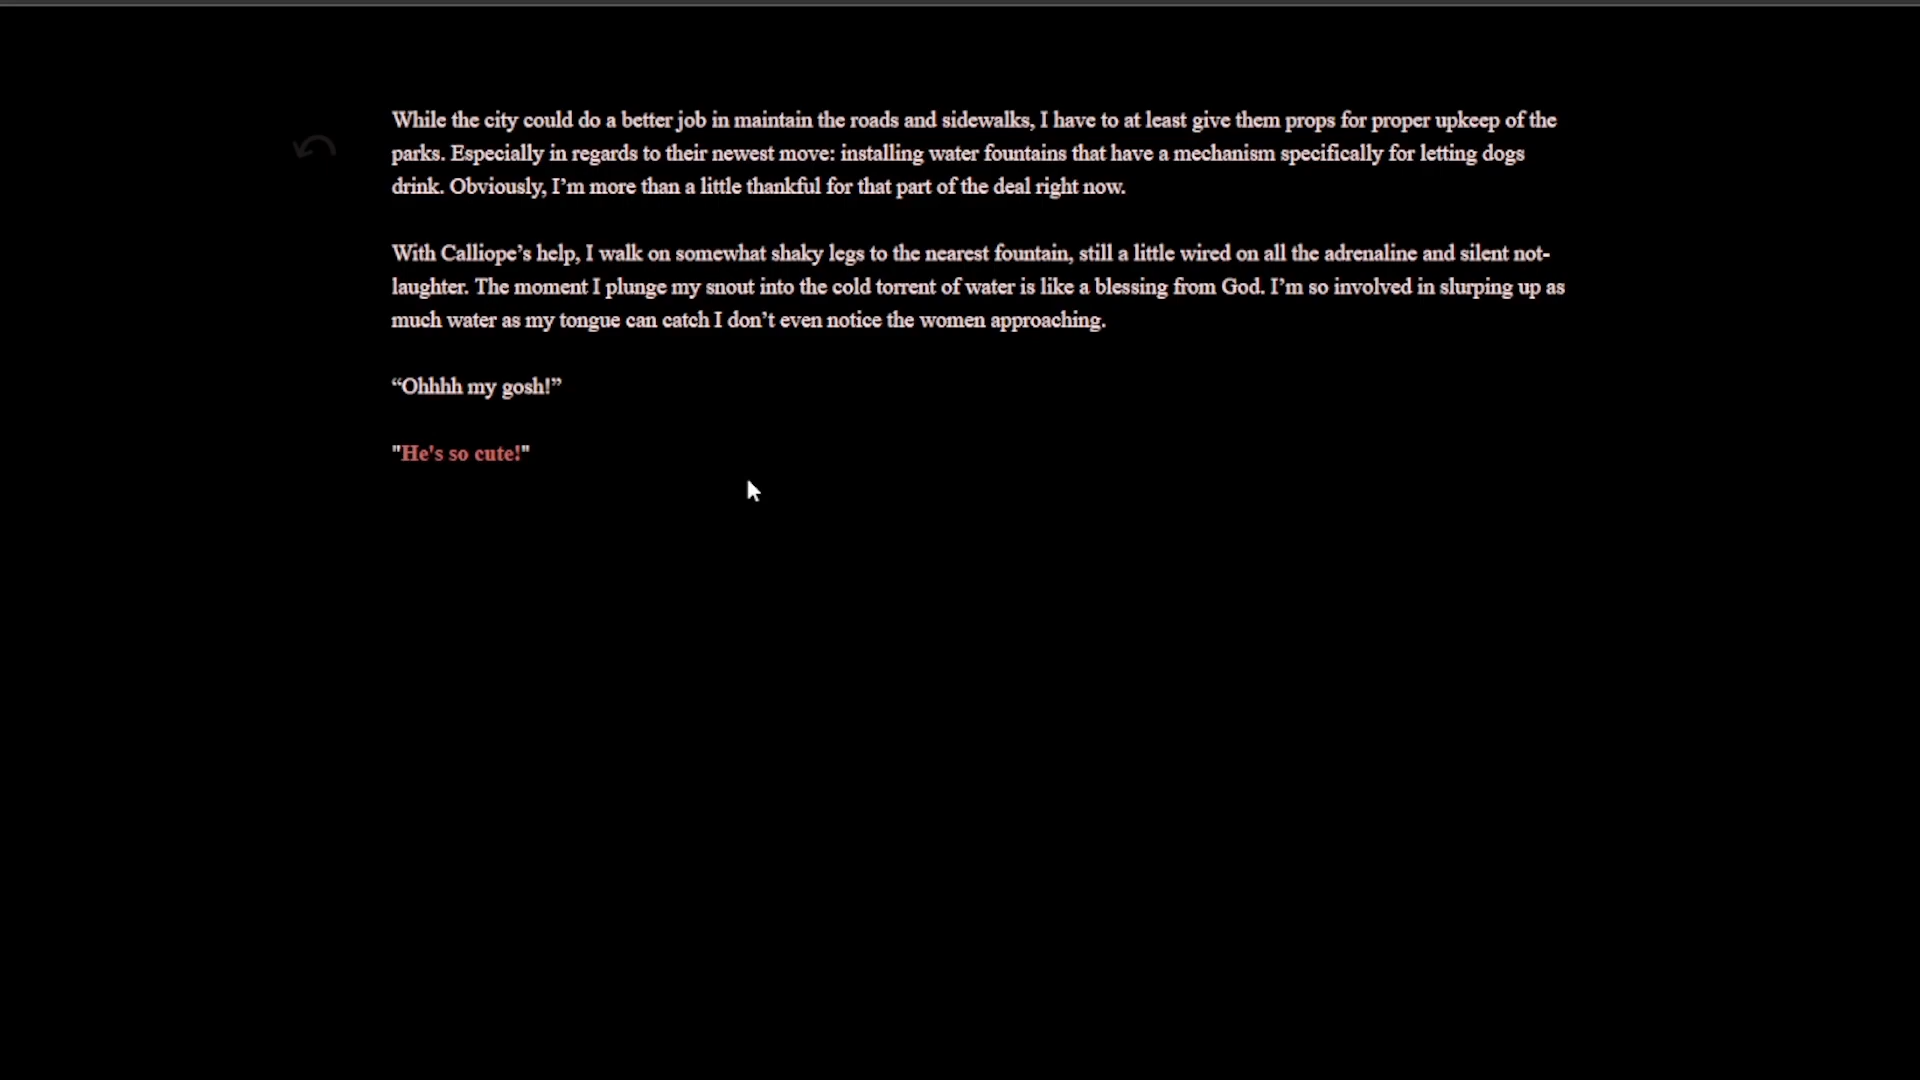 While the city could do a better job in maintain the roads and sidewalks, I have to at least give them props for proper upkeep of the
parks. Especially in regards to their newest move: installing water fountains that have a mechanism specifically for letting dogs
drink. Obviously, I’m more than a little thankful for that part of the deal right now.
With Calliope’s help, I walk on somewhat shaky legs to the nearest fountain, still a little wired on all the adrenaline and silent not-
laughter. The moment I plunge my snout into the cold torrent of water is like a blessing from God. I’m so involved in slurping up as
much water as my tongue can catch I don’t even notice the women approaching.
“Ohhhh my gosh!”
"He's so cute!"